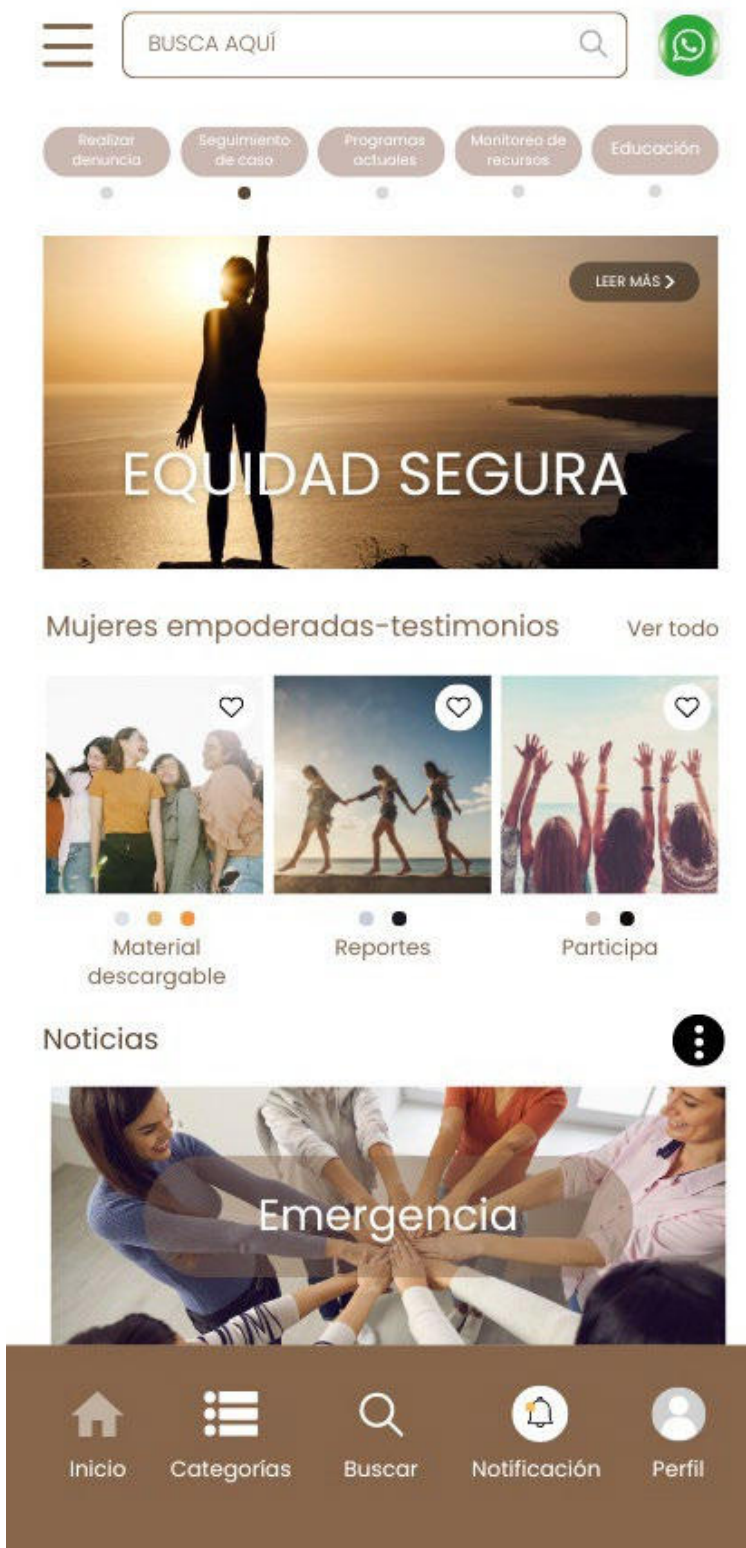 BUSCA AQUÍ
Realizar
denuncia
Seguimiento
de caso
Programas
actuales
Monitoreo de
recursos
Educación
LEER MÁS
EQUIDAD SEGURA
Mujeres empoderadas-testimonios
Ver todo
Material
descargable
Reportes
Participa
Noticias
Emergencia
Inicio
Categorías
Buscar
Notificación
Perfil